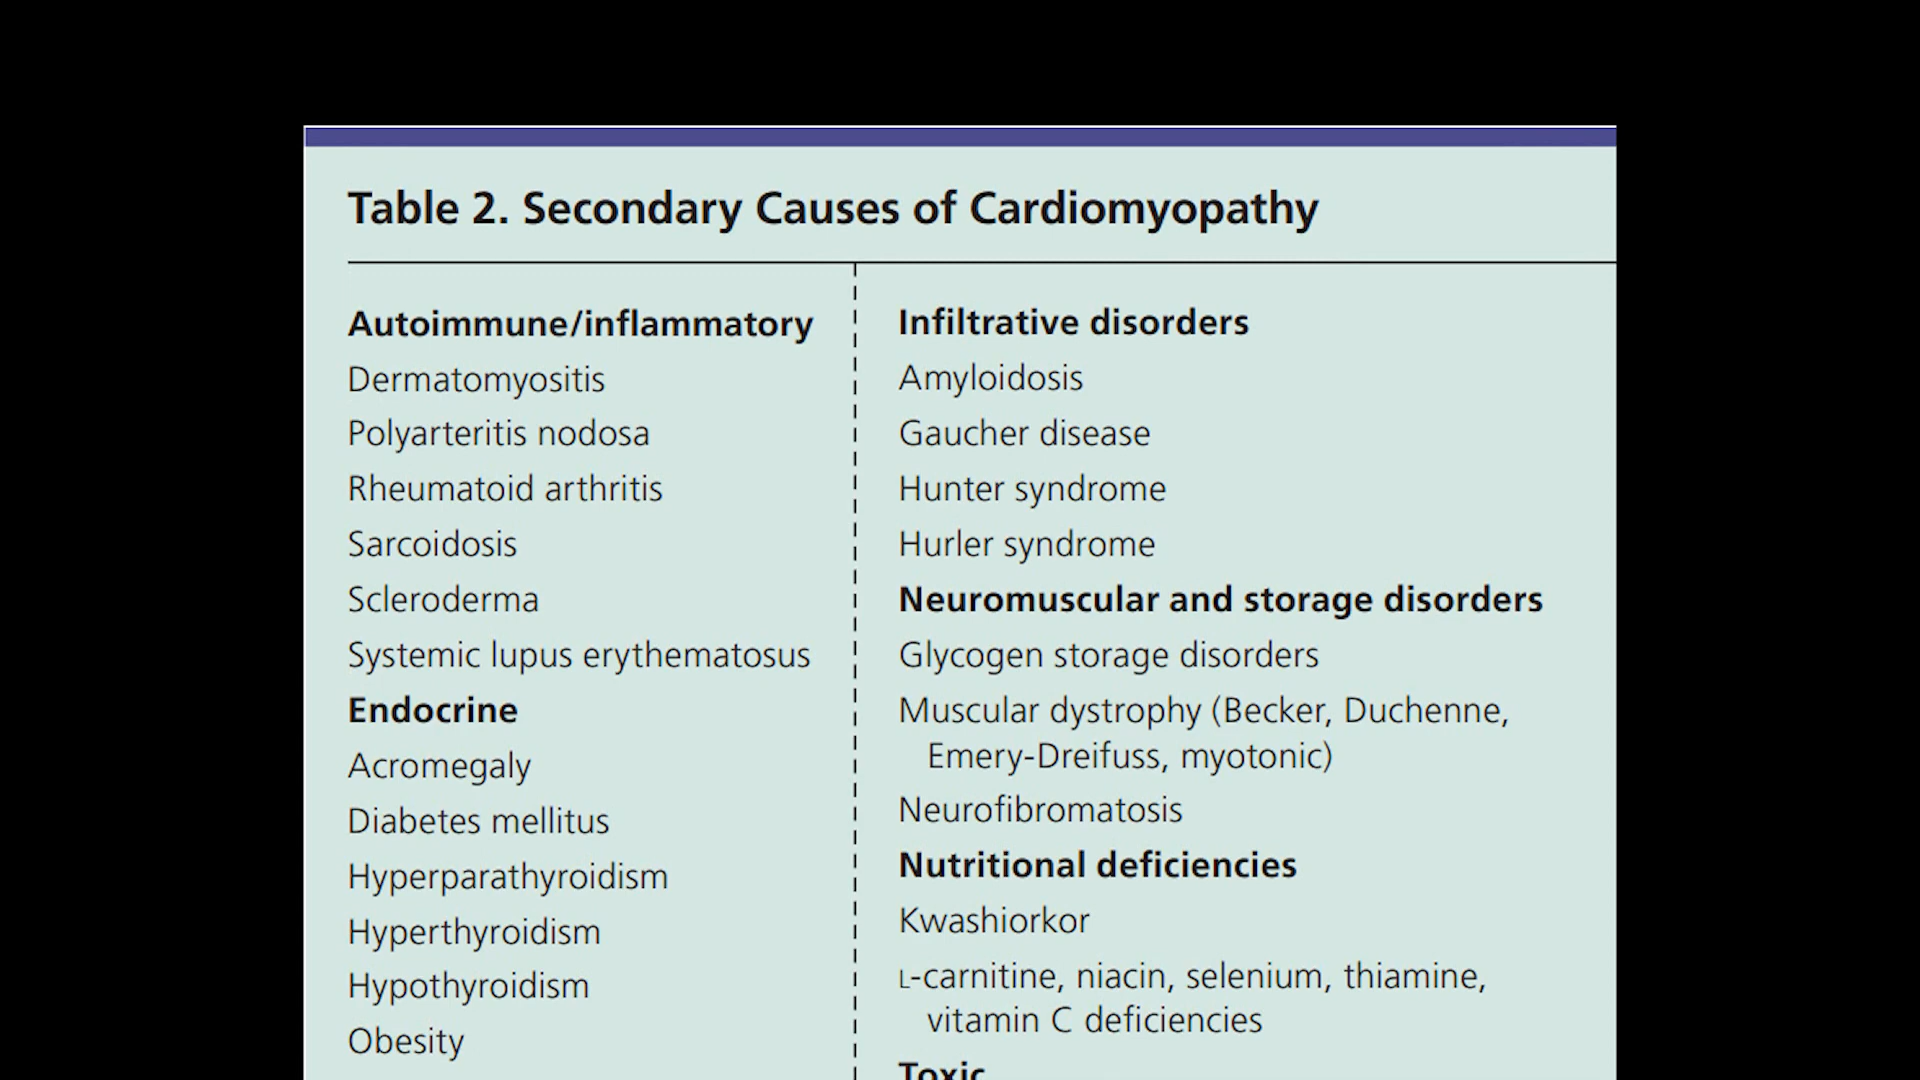 Table 2. Secondary Causes of Cardiomyopathy
Autoimmune/inflammatory
Dermatomyositis
Polyarteritis nodosa
Rheumatoid arthritis
Sarcoidosis
Scleroderma
Systemic lupus erythematosus
Endocrine
Acromegaly
Diabetes mellitus
Hyperparathyroidism
Hyperthyroidism
Hypothyroidism
Obesity
Infiltrative disorders
Amyloidosis
Gaucher disease
Hunter syndrome
Hurler syndrome
Neuromuscular and storage disorders
Glycogen storage disorders
Muscular dystrophy (Becker, Duchenne,
Emery-Dreifuss, myotonic)
Neurofibromatosis
Nutritional deficiencies
Kwashiorkor
L-carnitine, niacin, selenium, thiamine,
vitamin C deficiencies
Toxic